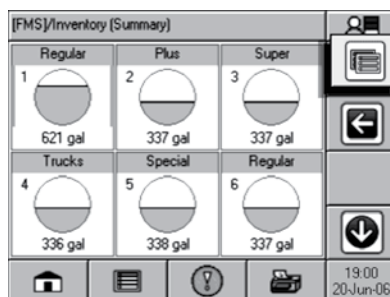 [FMS]/Inventory (Summary)
Regular Plus Super
1 2 3
621 gal 337 gal 337 gal
Trucks Special Regular
4 5 6
336 gal 338 gal 337 gal
19:00
20-Jun-06